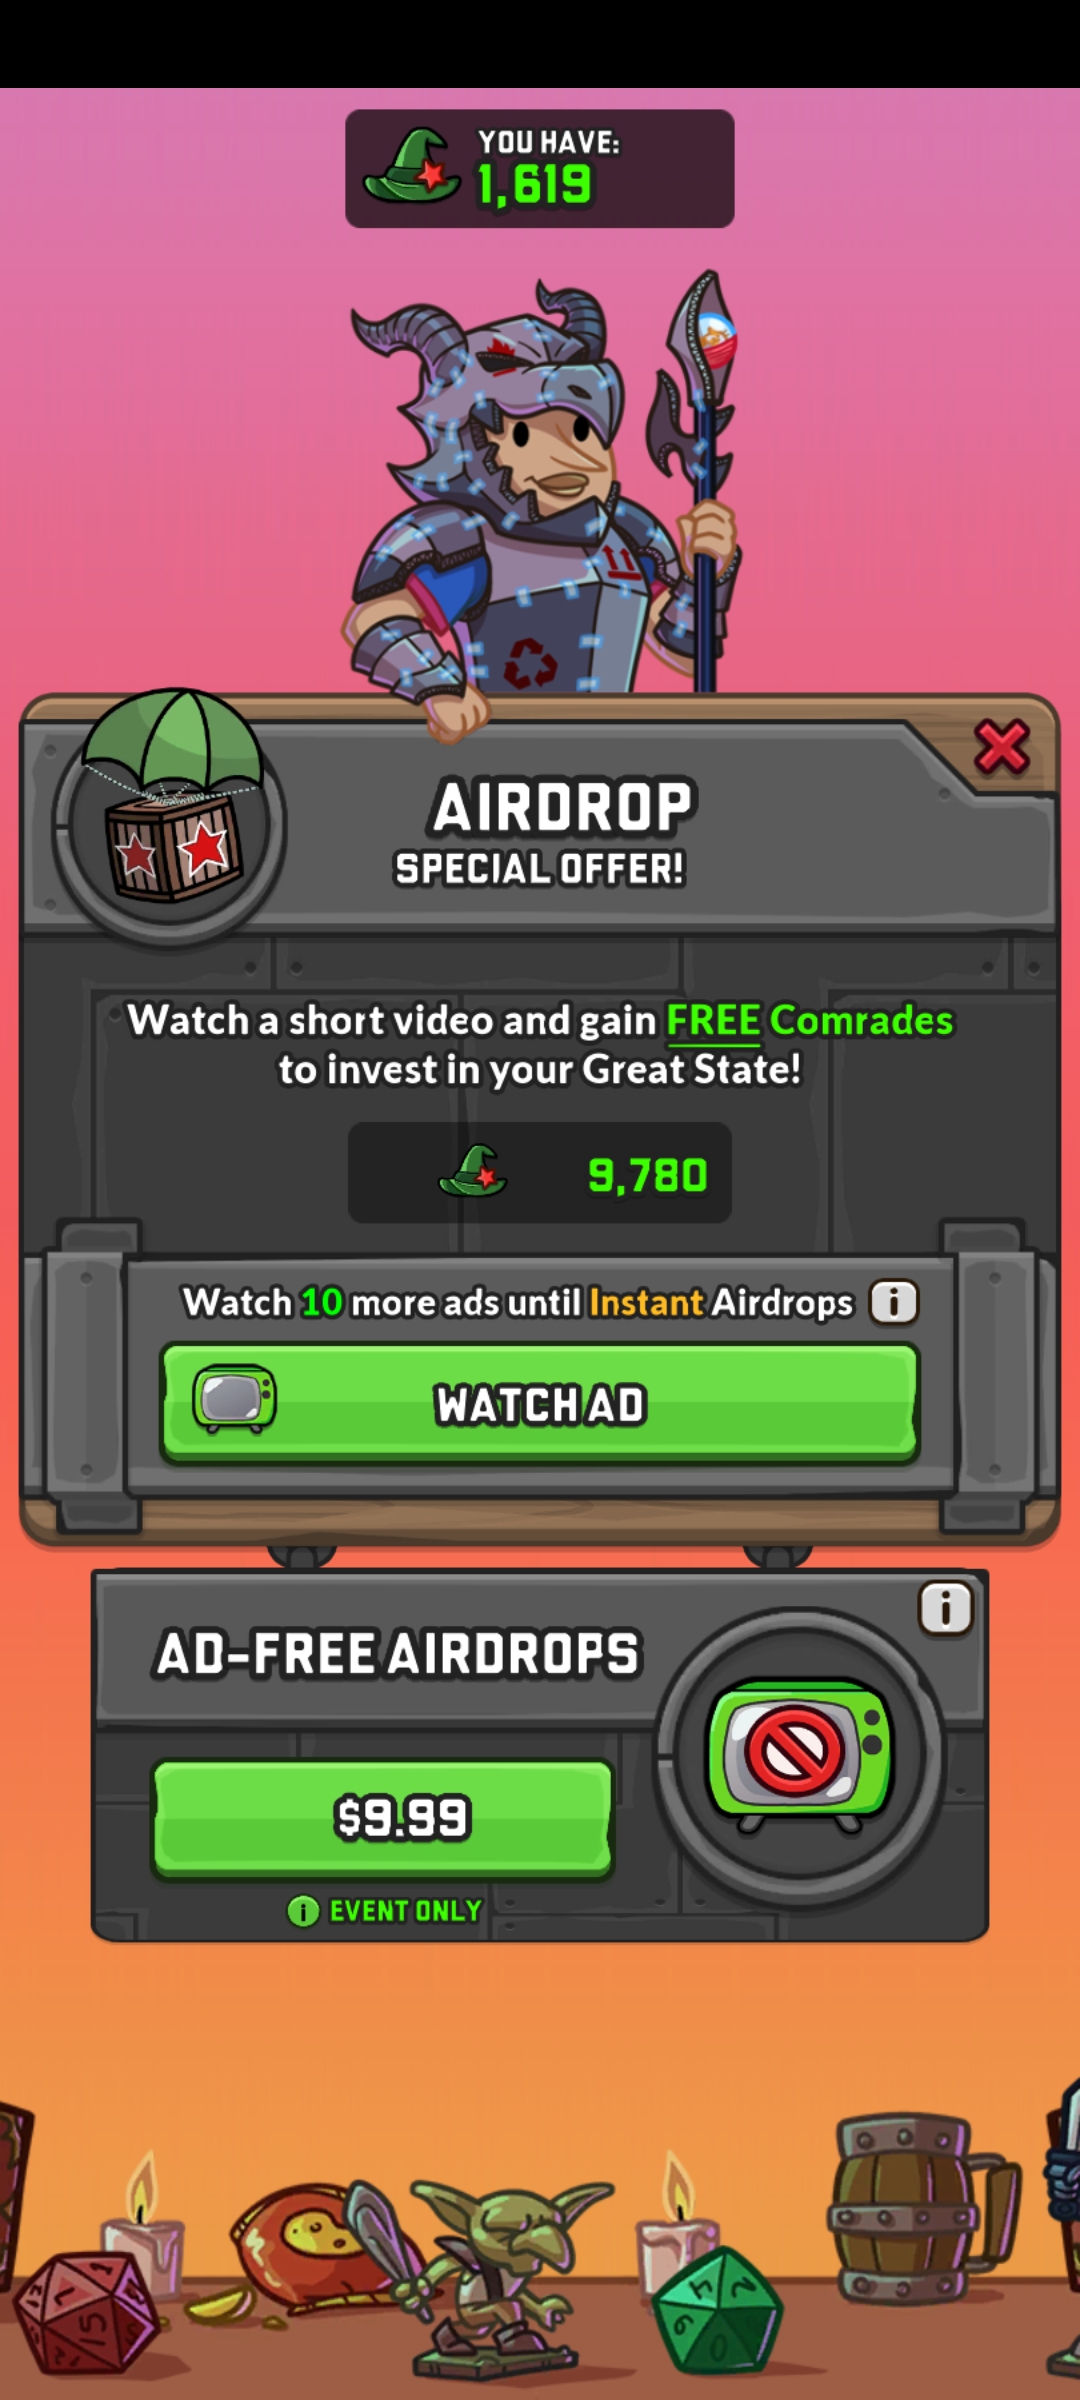 YOU HAVE:
1,619
AIRDROP
SPECIAL OFFER!
Watch a short video and gain FREE Comrades
to invest in your Great State!
9,780
Watch 10 more ads until Instant Airdrops i
WATCH AD
i
AD-FREE AIRDROPS
$9.99
i EVENT ONLY